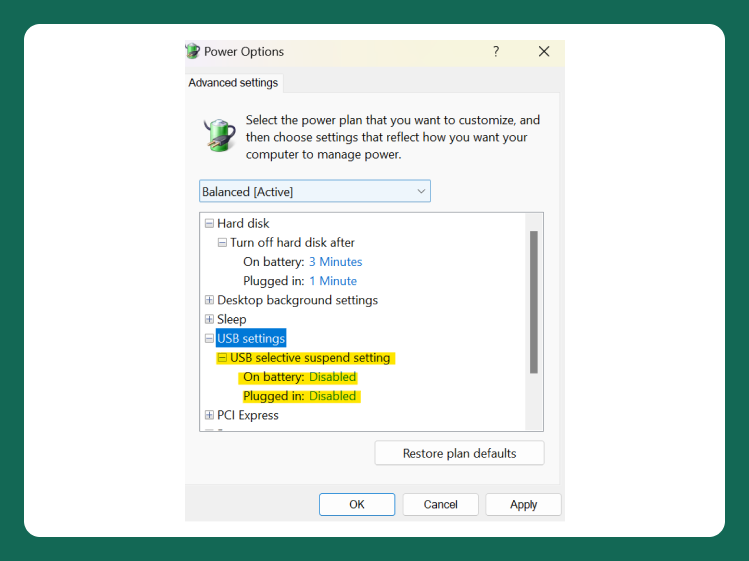 Power Options
?
Advanced settings
Select the power plan that you want to customize, and
then choose settings that reflect how you want your
computer to manage power.
Balanced [Active]
Hard disk
Turn off hard disk after
On battery: 3 Minutes
Plugged in: 1 Minute
Desktop background settings
Sleep
USB settings
USB selective suspend setting
On battery: Disabled
Plugged in: Disabled
PCI Express
Restore plan defaults
OK
Cancel
Apply